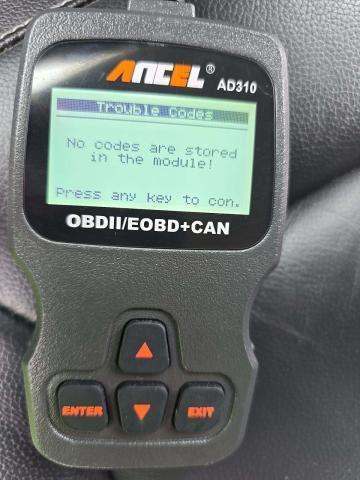 ANCEL®
AD310
Trouble Codes
No codes are stored
in the module!
Press any key to con.
OBDII/EOBD+CAN
ENTER
EXIT